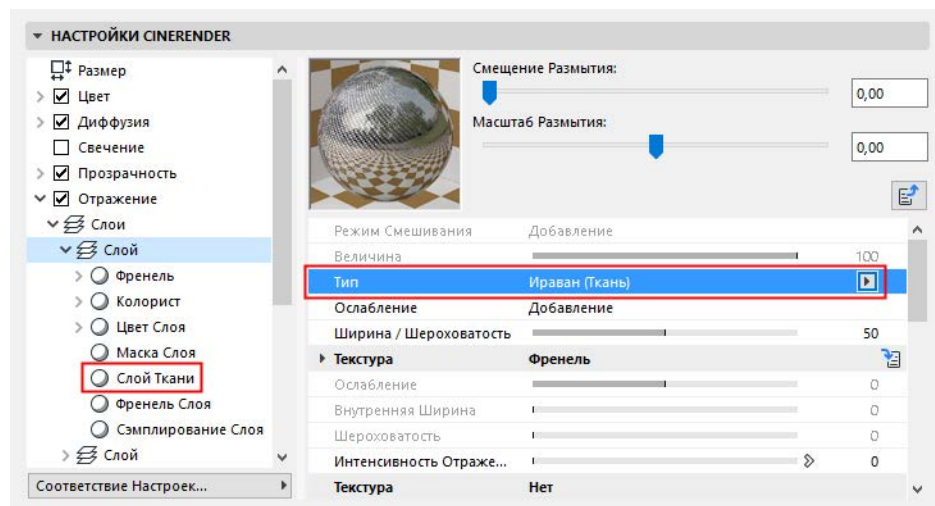 НАСТРОЙКИ CINERENDER
Размер
Цвет
Диффузия
Свечение
Прозрачность
Отражение
Слои
Слой
Френель
Колорист
Цвет Слоя
Маска Слоя
Слой Ткани
Френель Слоя
Сэмплирование Слоя
Слой
Соответствие Настроек...
Смещение Размытия:
0,00
Масштаб Размытия:
0,00
Режим Смешивания Добавление
Величина 100
Тип Ираван (Ткань)
Ослабление Добавление
Ширина / Шероховатость 50
Текстура Френель
Ослабление 0
Внутренняя Ширина 0
Шероховатость 0
Интенсивность Отраже... 0
Текстура Нет